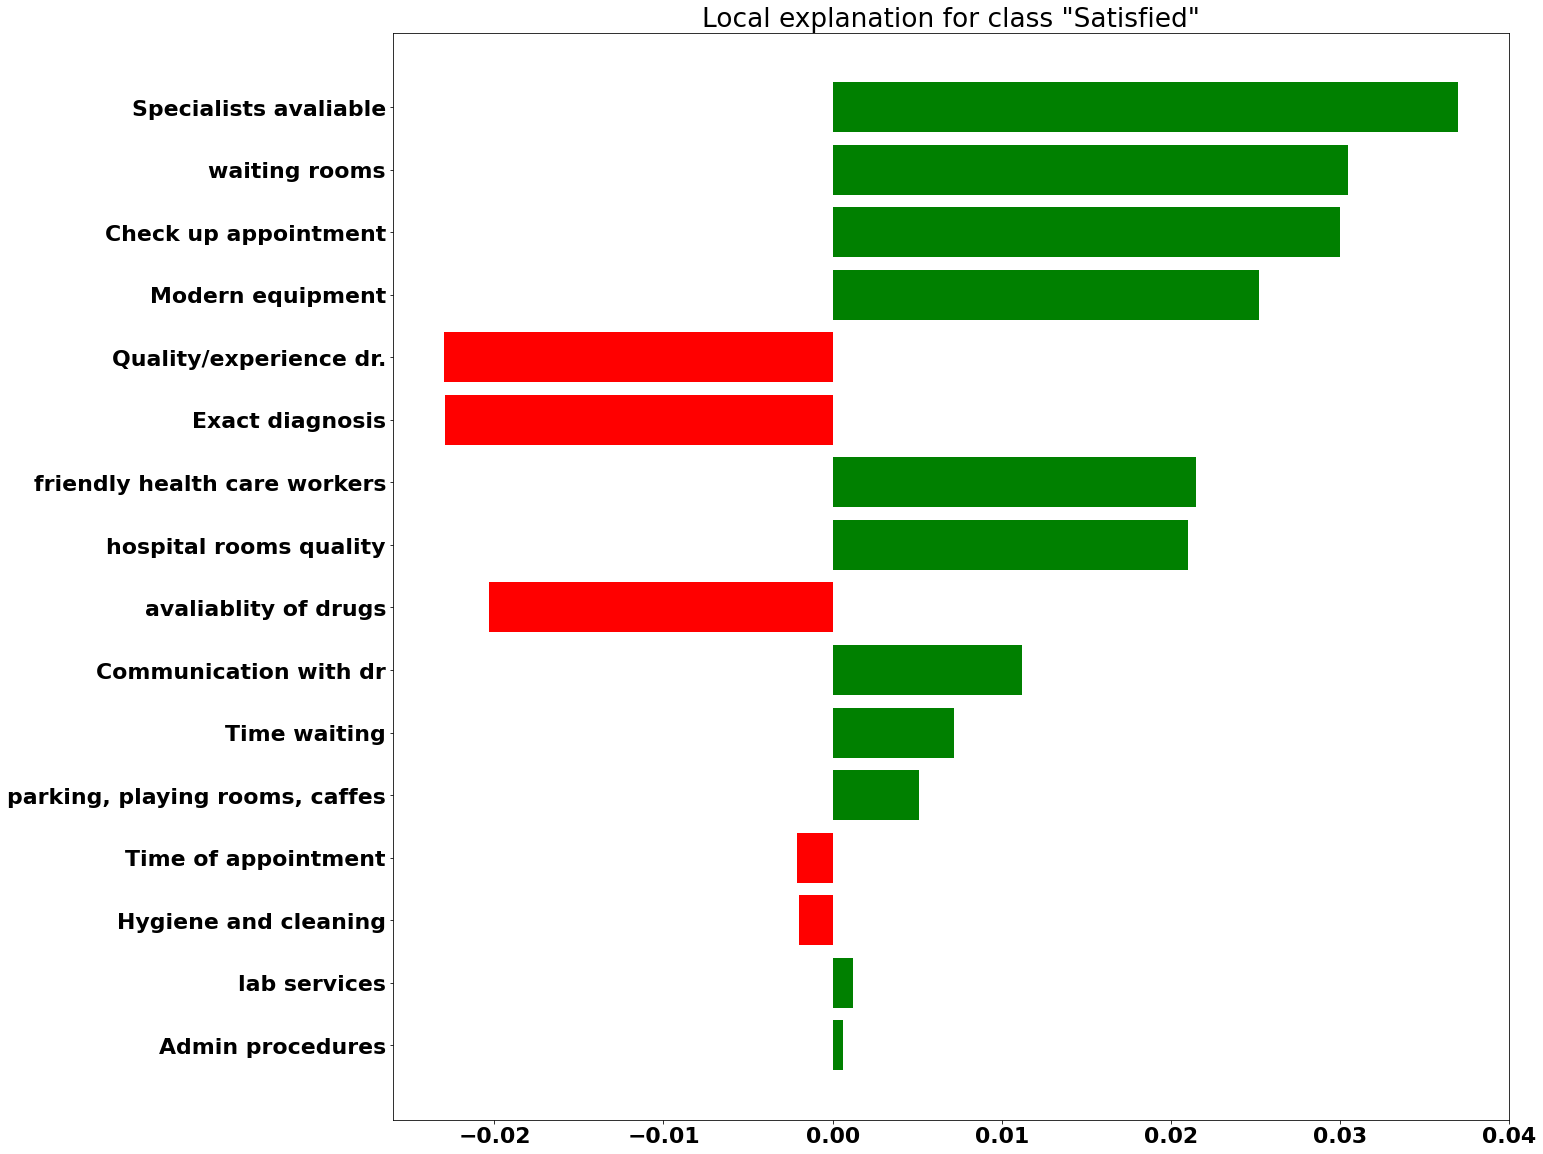 Local explanation for class "Satisfied"
Specialists avaliable
waiting rooms
Check up appointment
Modern equipment
Quality/experience dr.
Exact diagnosis
friendly health care workers
hospital rooms quality
avaliablity of drugs
Communication with dr
Time waiting
parking, playing rooms, caffes
Time of appointment
Hygiene and cleaning
lab services
Admin procedures
−0.02 −0.01 0.00 0.01 0.02 0.03 0.04